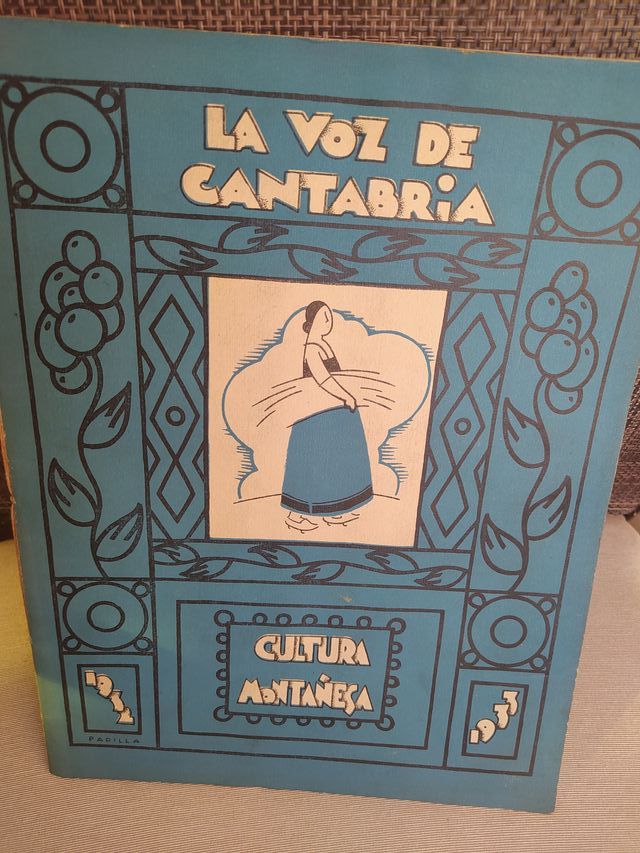 LA VOZ DE
CANTABRIA
CULTURA
MONTAÑESA
1932
1933
PADILLA